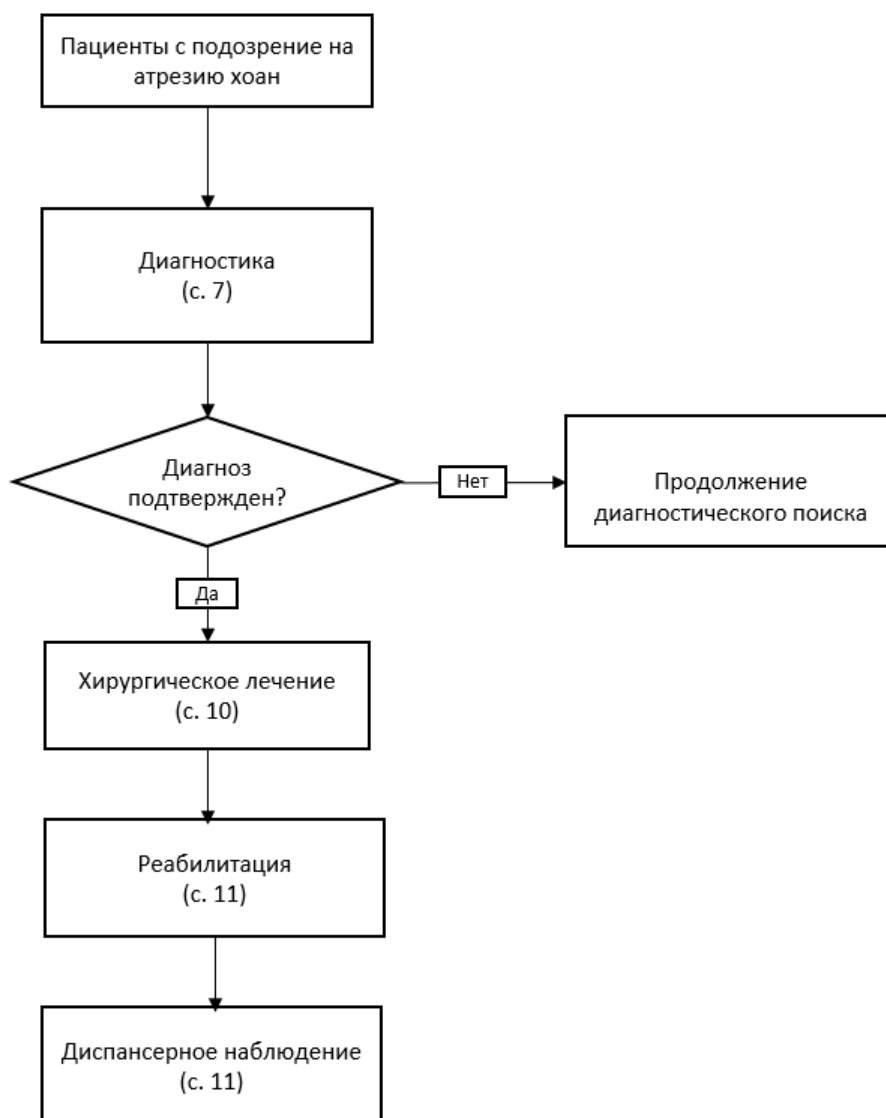 Пациенты с подозрение на
атрезию хоан
Диагностика
(с. 7)
Диагноз
подтвержден?
Нет
Продолжение
диагностического поиска
Да
Хирургическое лечение
(с. 10)
Реабилитация
(с. 11)
Диспансерное наблюдение
(с. 11)